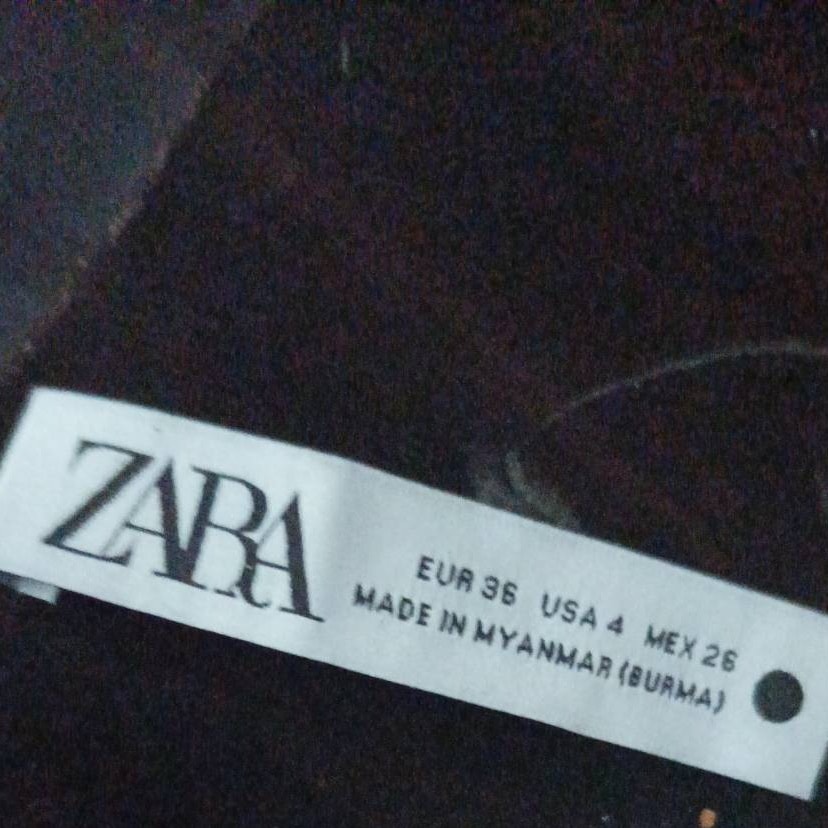 ZARA
EUR 36 USA 4 MEX 26
MADE IN MYANMAR (BURMA)